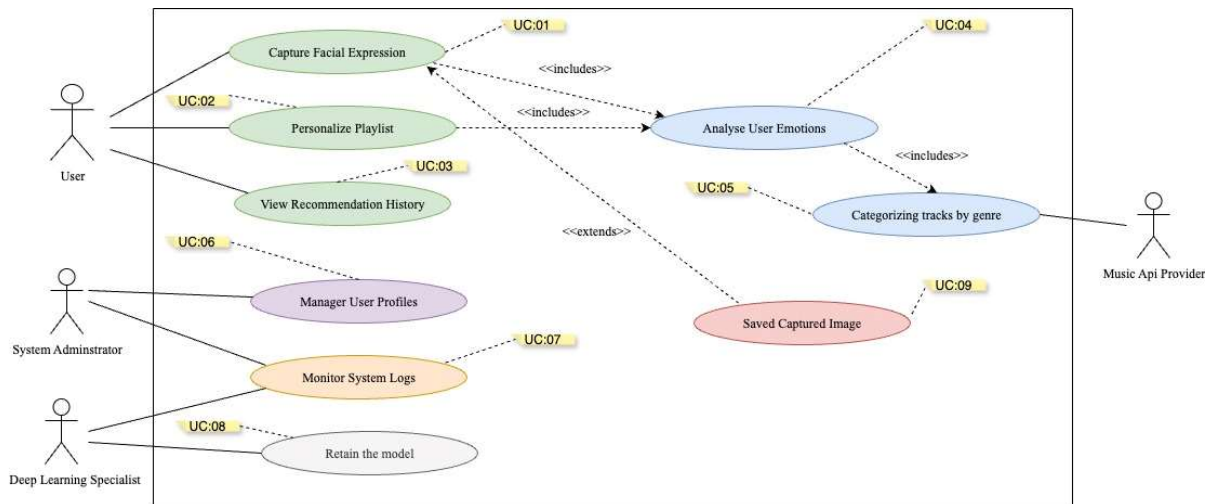 UC:01
UC:04
Capture Facial Expression
<<includes>>
UC:02
<<includes>>
Personalize Playlist
Analyse User Emotions
User
UC:03
<<includes>>
UC:05
View Recommendation History
Categorizing tracks by genre
<<extends>>
UC:06
Music Api Provider
UC:09
Manager User Profiles
Saved Captured Image
System Adminstrator
UC:07
Monitor System Logs
UC:08
Retain the model
Deep Learning Specialist